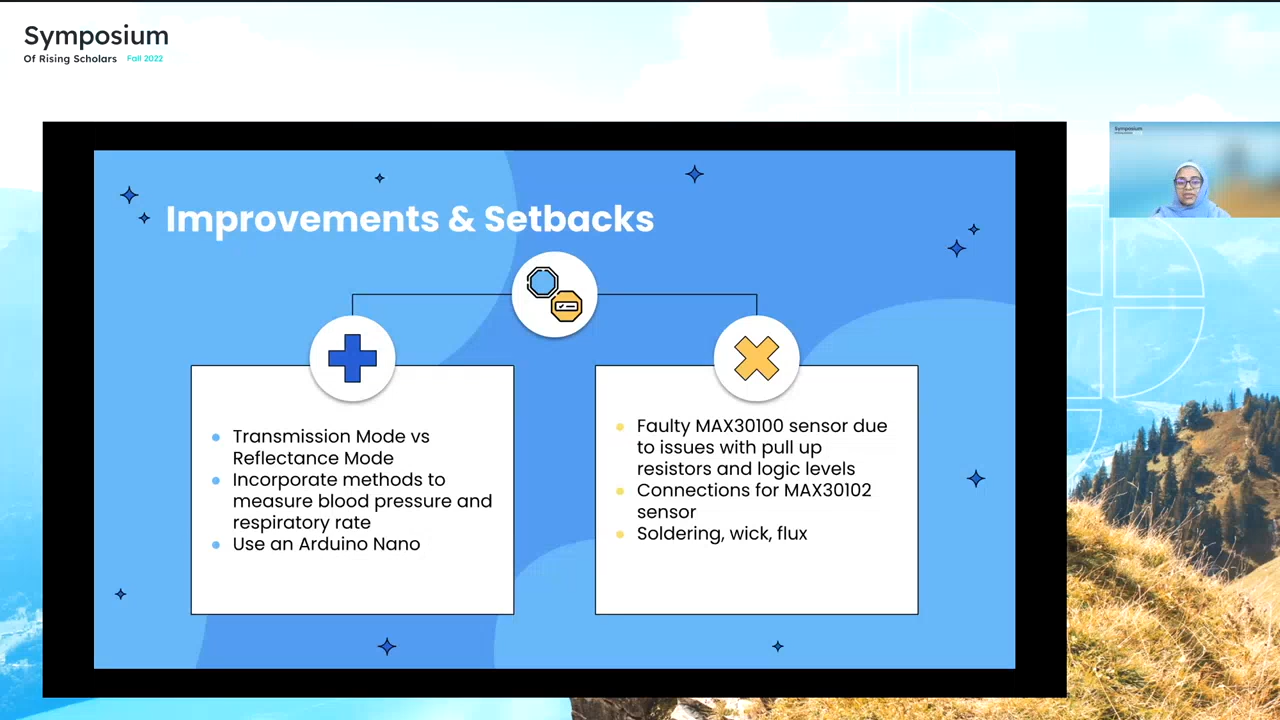 Symposium
Of Rising Scholars Fall 2022
Symposium
Improvements & Setbacks
Transmission Mode vs
Reflectance Mode
Incorporate methods to
measure blood pressure and
respiratory rate
Use an Arduino Nano
Faulty MAX30100 sensor due
to issues with pull up
resistors and logic levels
Connections for MAX30102
sensor
Soldering, wick, flux